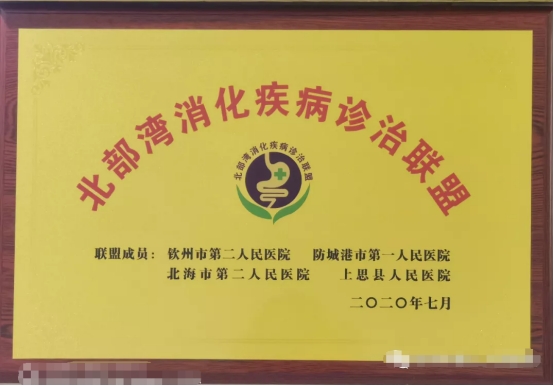 北部湾消化疾病诊治联盟
北部湾消化疾病诊治联盟
联盟成员：钦州市第二人民医院 防城港市第一人民医院
北海市第二人民医院 上思县人民医院
二〇二〇年七月